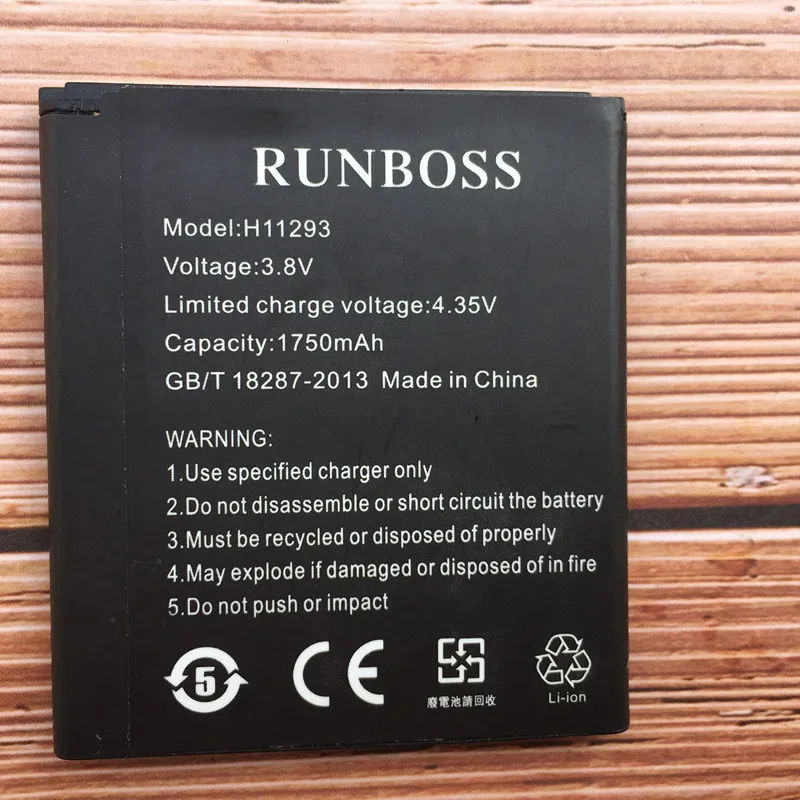 RUNBOSS
Model:H11293
Voltage:3.8V
Limited charge voltage:4.35V
Capacity:1750mAh
GB/T 18287-2013 Made in China
WARNING:
1.Use specified charger only
2.Do not disassemble or short circuit the battery
3.Must be recycled or disposed of properly
4.May explode if damaged or disposed of in fire
5.Do not push or impact
5 CE
廢電池請回收 Li-ion